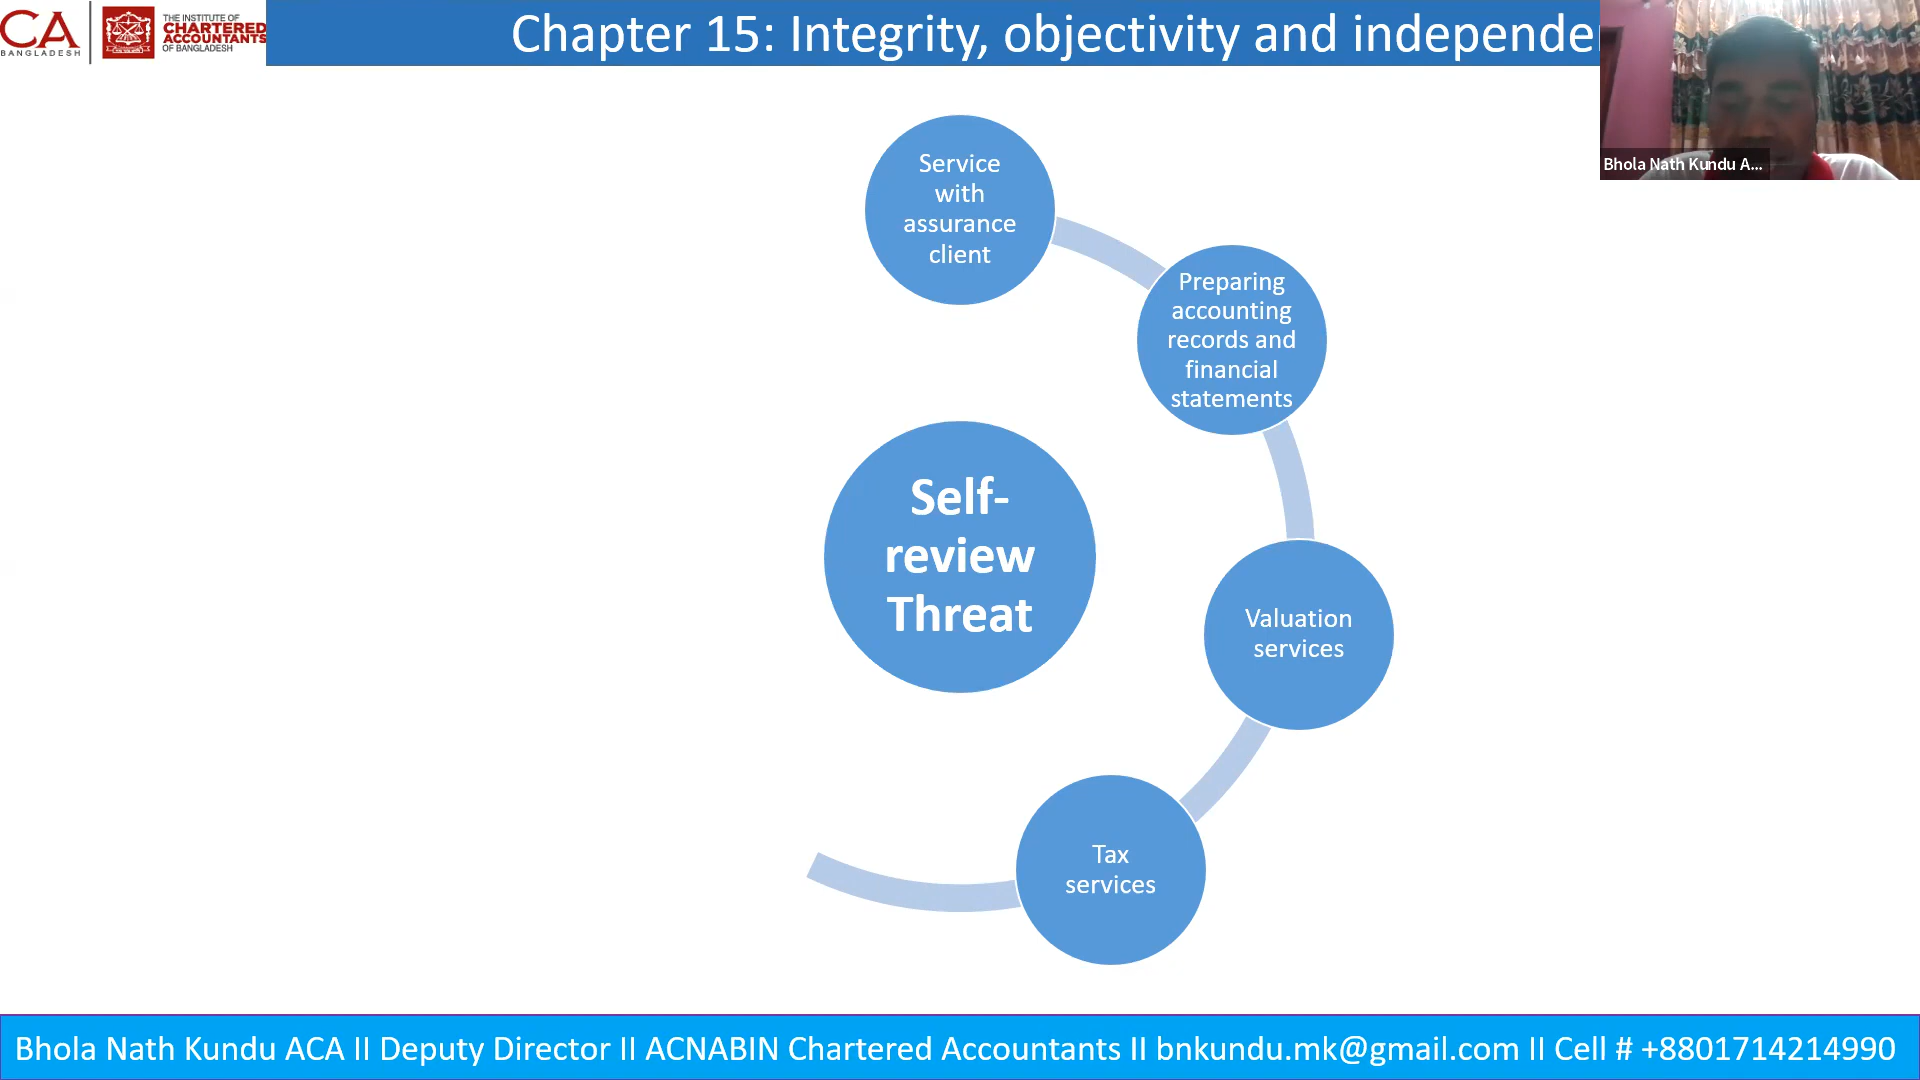 CA
BANGLADESH
THE INSTITUTE OF
CHARTERED
ACCOUNTANTS
OF BANGLADESH
Chapter 15: Integrity, objectivity and independe
Bhola Nath Kundu A...
Service
with
assurance
client
Preparing
accounting
records and
financial
statements
Self-
review
Threat
Valuation
services
Tax
services
Bhola Nath Kundu ACA II Deputy Director II ACNABIN Chartered Accountants II bnkundu.mk@gmail.com II Cell # +8801714214990